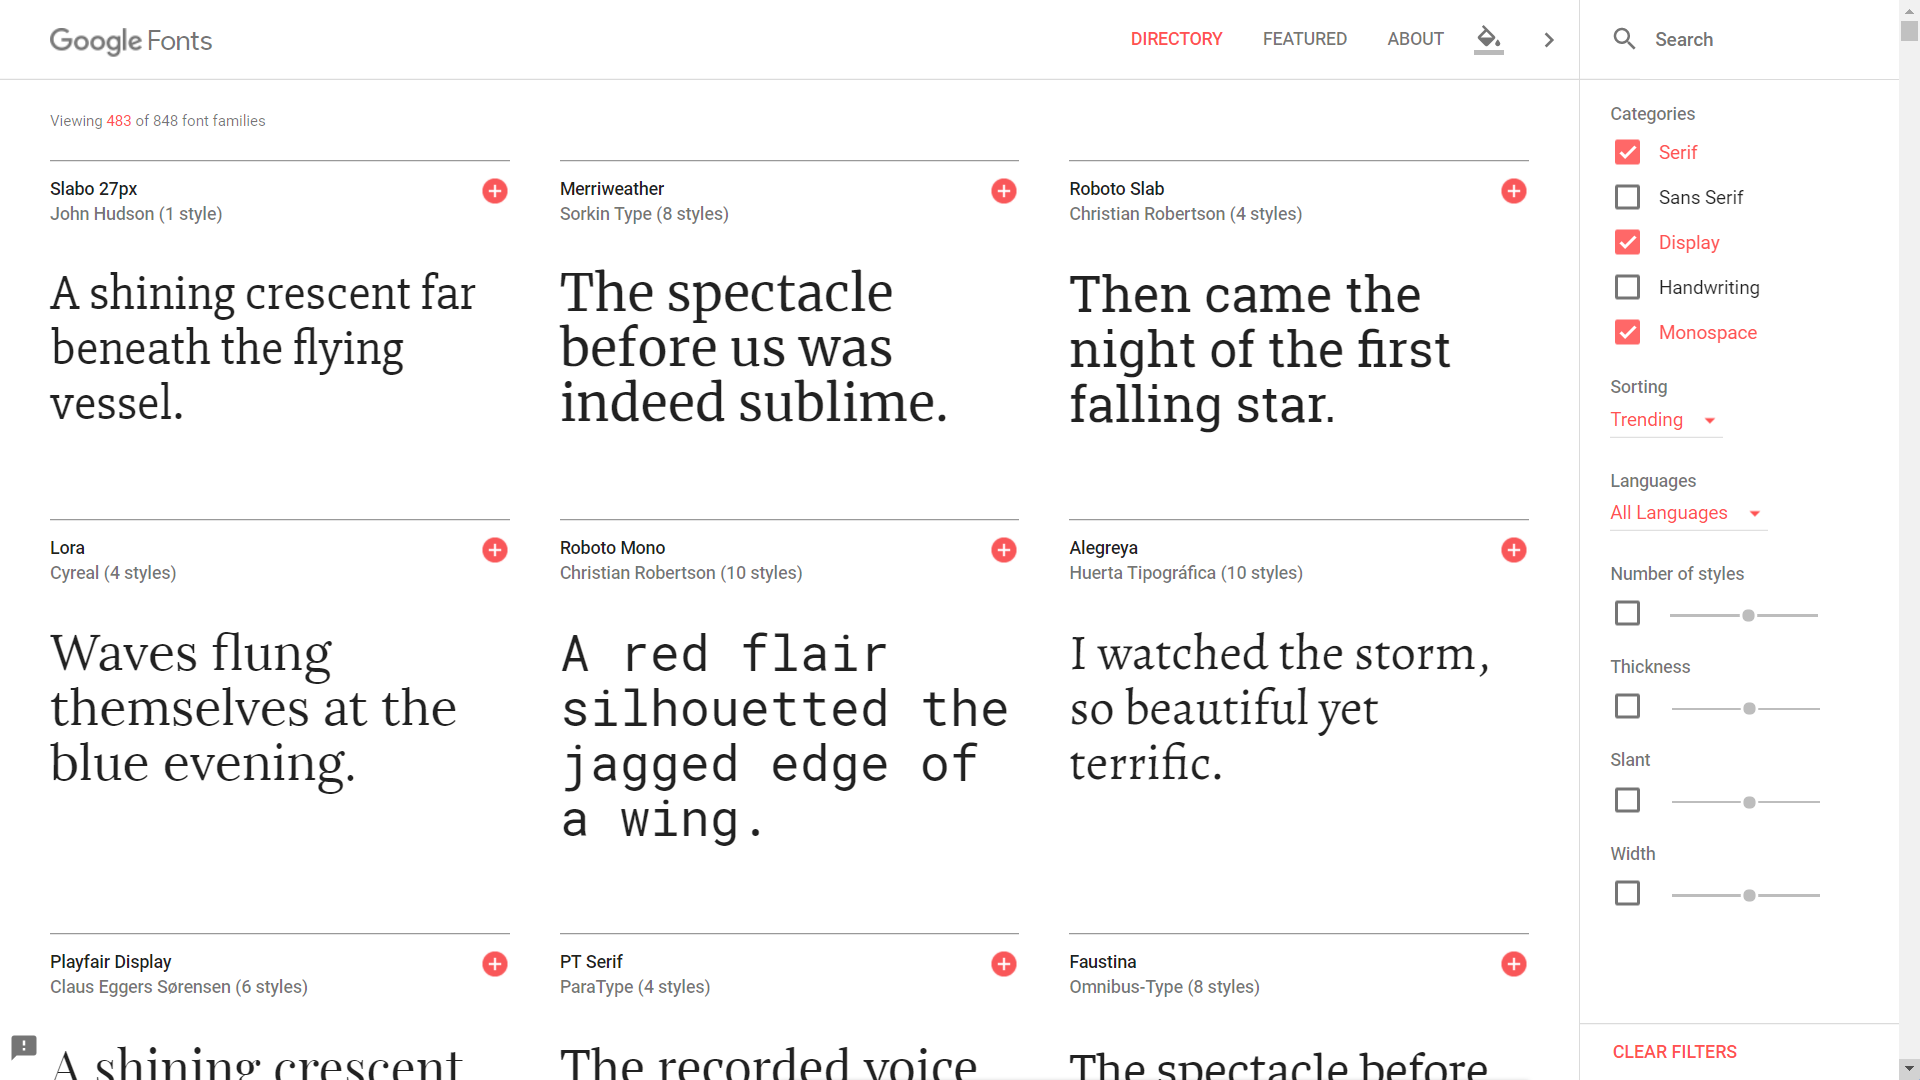 Google Fonts
DIRECTORY
FEATURED
ABOUT
Search
Viewing 483 of 848 font families
Slabo 27px
John Hudson (1 style)
A shining crescent far
beneath the flying
vessel.
Merriweather
Sorkin Type (8 styles)
The spectacle
before us was
indeed sublime.
Roboto Slab
Christian Robertson (4 styles)
Then came the
night of the first
falling star.
Lora
Cyreal (4 styles)
Waves flung
themselves at the
blue evening.
Roboto Mono
Christian Robertson (10 styles)
A red flair
silhouetted the
jagged edge of
a wing.
Alegreya
Huerta Tipográfica (10 styles)
I watched the storm,
so beautiful yet
terrific.
Playfair Display
Claus Eggers Sørensen (6 styles)
A shining crescent
PT Serif
ParaType (4 styles)
The recorded voice
Faustina
Omnibus-Type (8 styles)
The spectacle before
Categories
Serif
Sans Serif
Display
Handwriting
Monospace
Sorting
Trending
Languages
All Languages
Number of styles
Thickness
Slant
Width
CLEAR FILTERS